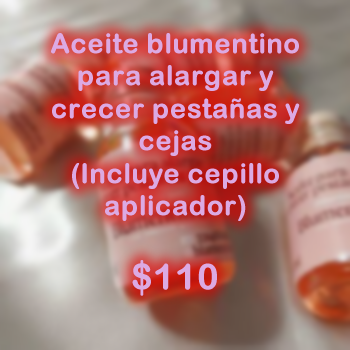 Aceite blumentino
para alargar y
crecer pestañas y
cejas
(Incluye cepillo
aplicador)
$110